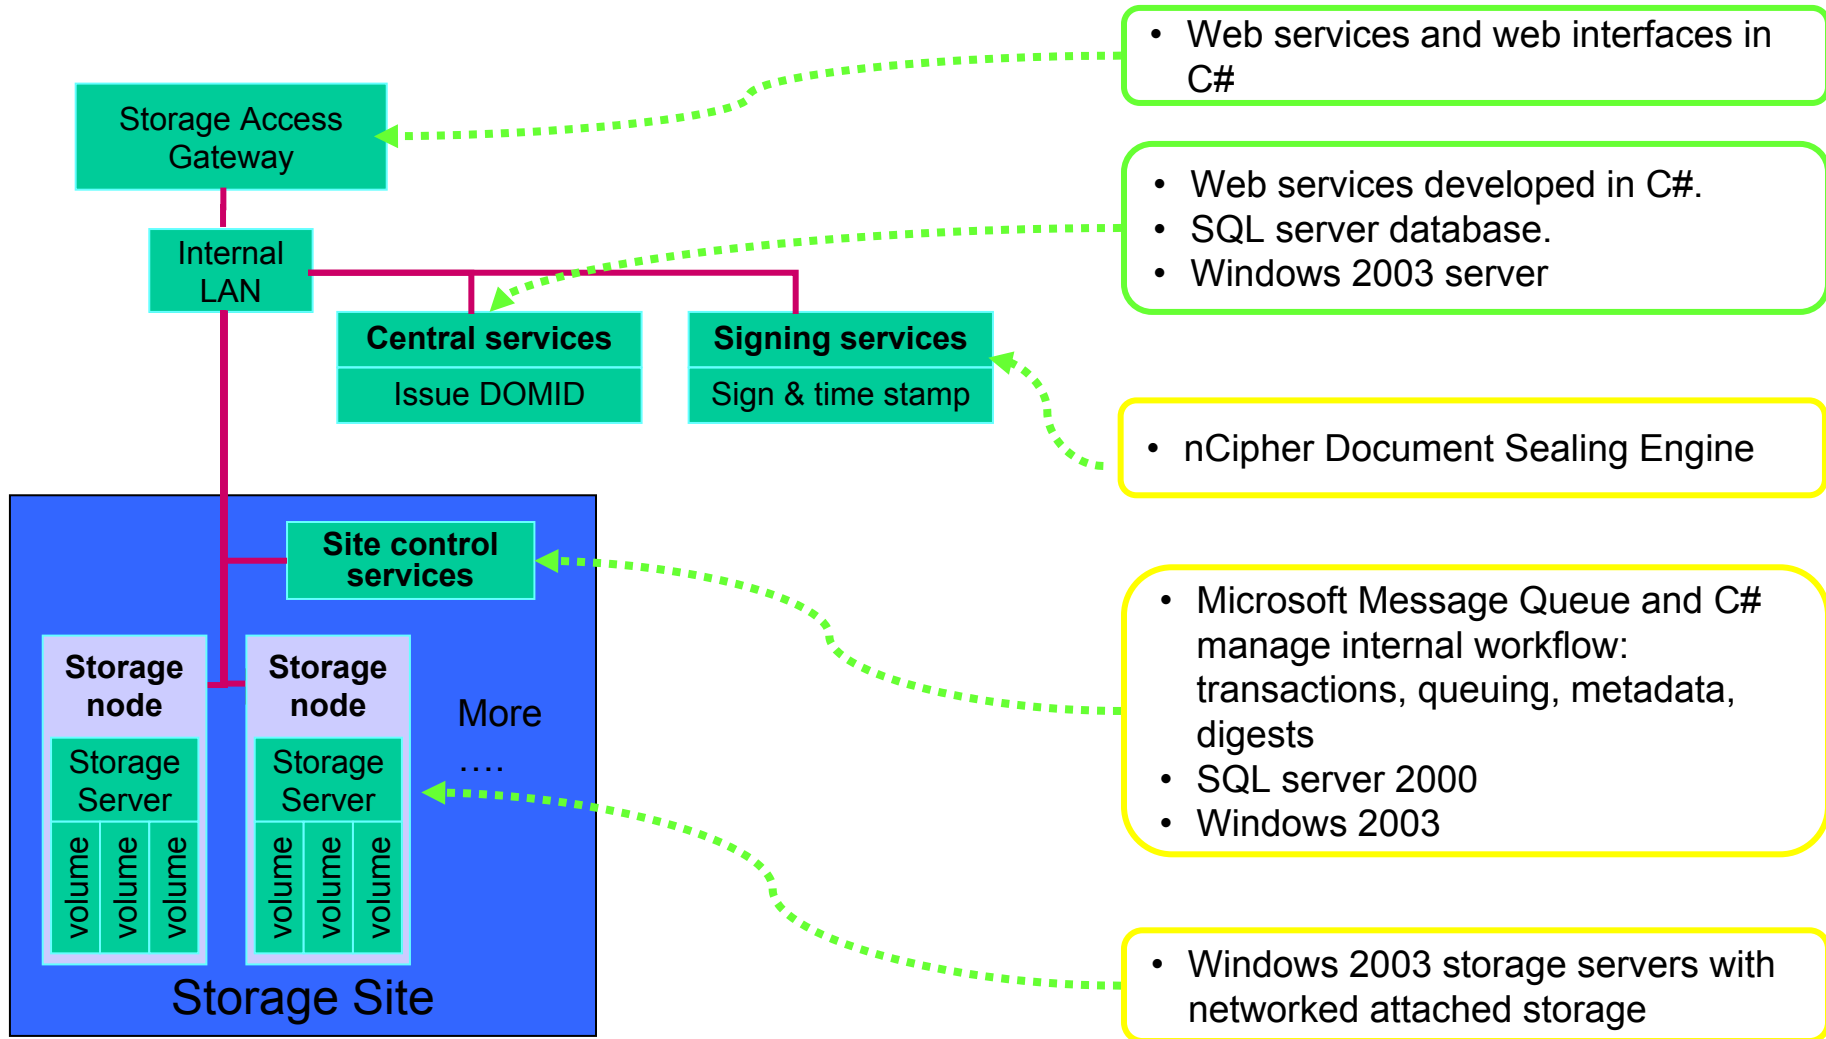 Storage Access
Gateway
Internal
LAN
Central services
Issue DOMID
Signing services
Sign & time stamp
Site control
services
Storage
node
Storage
Server
volume
volume
volume
Storage
node
Storage
Server
volume
volume
volume
More
....
Storage Site
• Web services and web interfaces in
C#
• Web services developed in C#.
• SQL server database.
• Windows 2003 server
• nCipher Document Sealing Engine
• Microsoft Message Queue and C#
manage internal workflow:
transactions, queuing, metadata,
digests
• SQL server 2000
• Windows 2003
• Windows 2003 storage servers with
networked attached storage